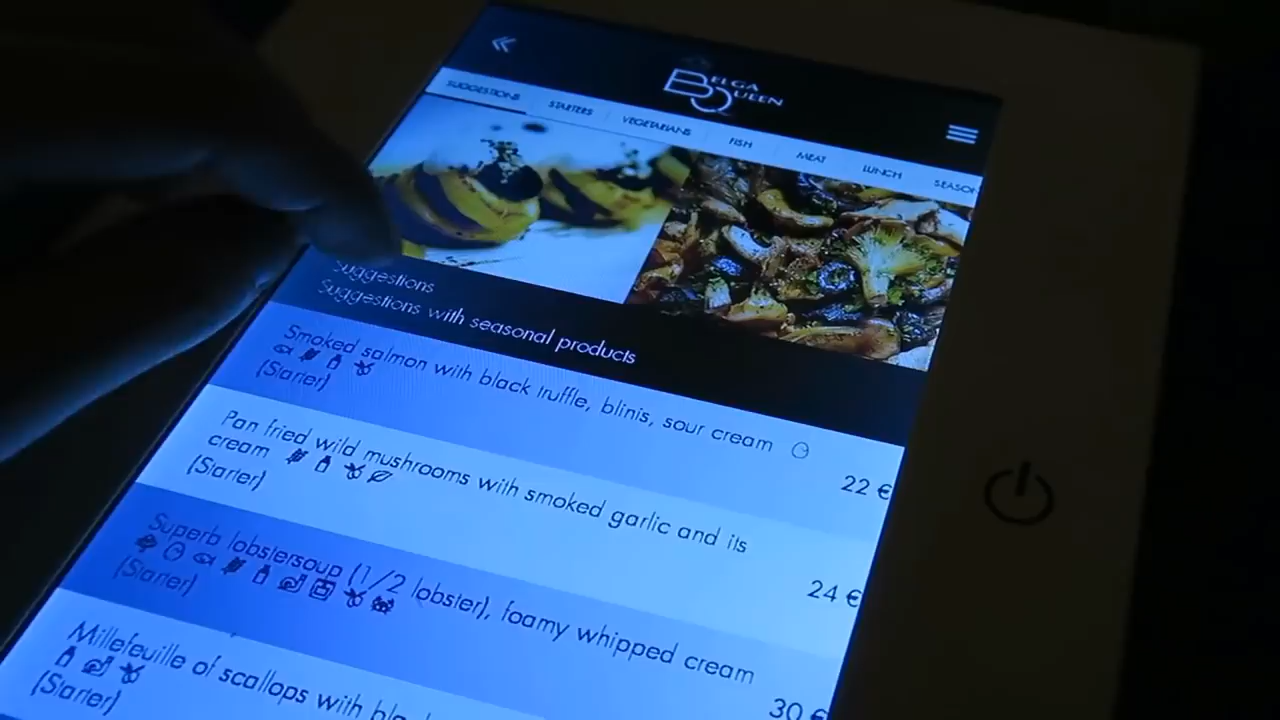 BELGA
QUEEN
SUGGESTIONS STARTERS VEGETARIANS FISH MEAT LUNCH SEASON
Suggestions
Suggestions with seasonal products
Smoked salmon with black truffle, blinis, sour cream
(Starter)
22 €
Pan fried wild mushrooms with smoked garlic and its
cream
(Starter)
24 €
Superb lobstersoup (1/2 lobster), foamy whipped cream
(Starter)
30 €
Millefeuille of scallops with
(Starter)